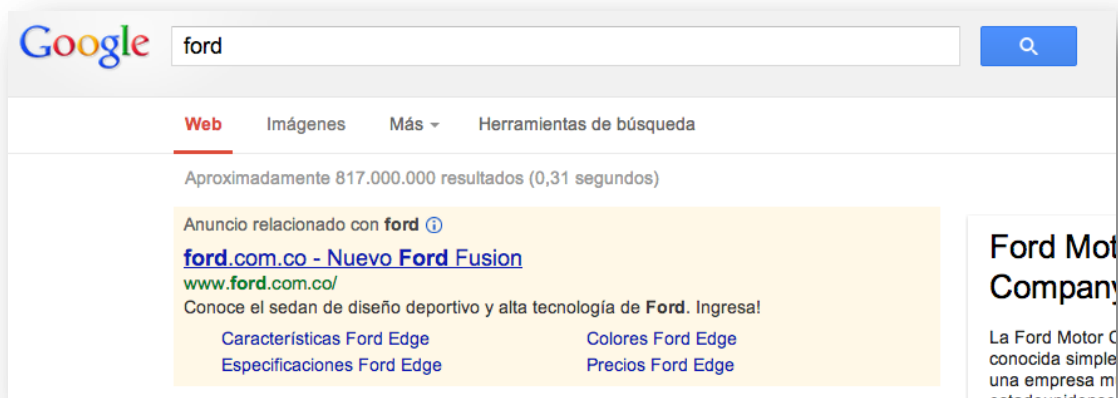 Google ford
Web Imágenes Más Herramientas de búsqueda
Aproximadamente 817.000.000 resultados (0,31 segundos)
Anuncio relacionado con ford
ford.com.co - Nuevo Ford Fusion
www.ford.com.co/
Conoce el sedan de diseño deportivo y alta tecnología de Ford. Ingresa!
Características Ford Edge Colores Ford Edge
Especificaciones Ford Edge Precios Ford Edge
Ford Mot
Company
La Ford Motor C
conocida simple
una empresa m